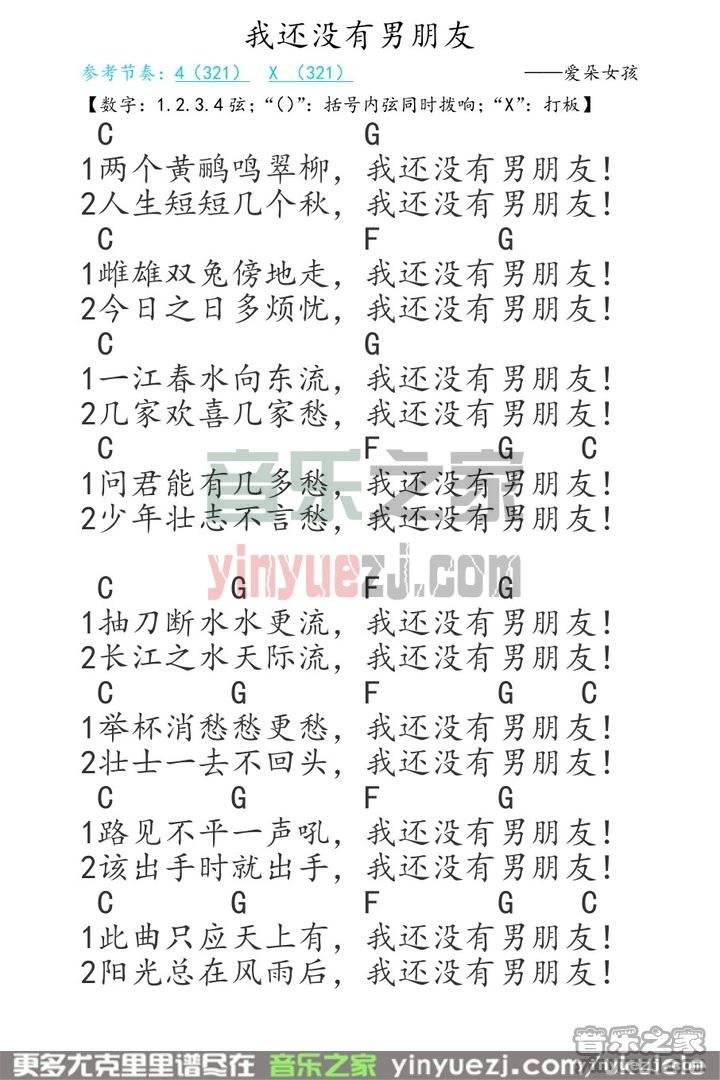 我还没有男朋友
参考节奏：4（321） X （321）
——爱朵女孩
【数字：1.2.3.4弦；“（）”：括号内弦同时拨响；“X”：打板】
C G
1两个黄鹂鸣翠柳，我还没有男朋友！
2人生短短几个秋，我还没有男朋友！
C F G
1雌雄双兔傍地走，我还没有男朋友！
2今日之日多烦忧，我还没有男朋友！
C G
1一江春水向东流，我还没有男朋友！
2几家欢喜几家愁，我还没有男朋友！
C F G C
1问君能有几多愁，我还没有男朋友！
2少年壮志不言愁，我还没有男朋友！
音乐之家
yinyuezj.com
C G F G
1抽刀断水水更流，我还没有男朋友！
2长江之水天际流，我还没有男朋友！
C G F G C
1举杯消愁愁更愁，我还没有男朋友！
2壮士一去不回头，我还没有男朋友！
C G F G
1路见不平一声吼，我还没有男朋友！
2该出手时就出手，我还没有男朋友！
C G F G C
1此曲只应天上有，我还没有男朋友！
2阳光总在风雨后，我还没有男朋友！
音乐之家
更多尤克里里谱尽在 音乐之家 yinyuezj.com/ulzlele
yinyuezj.com